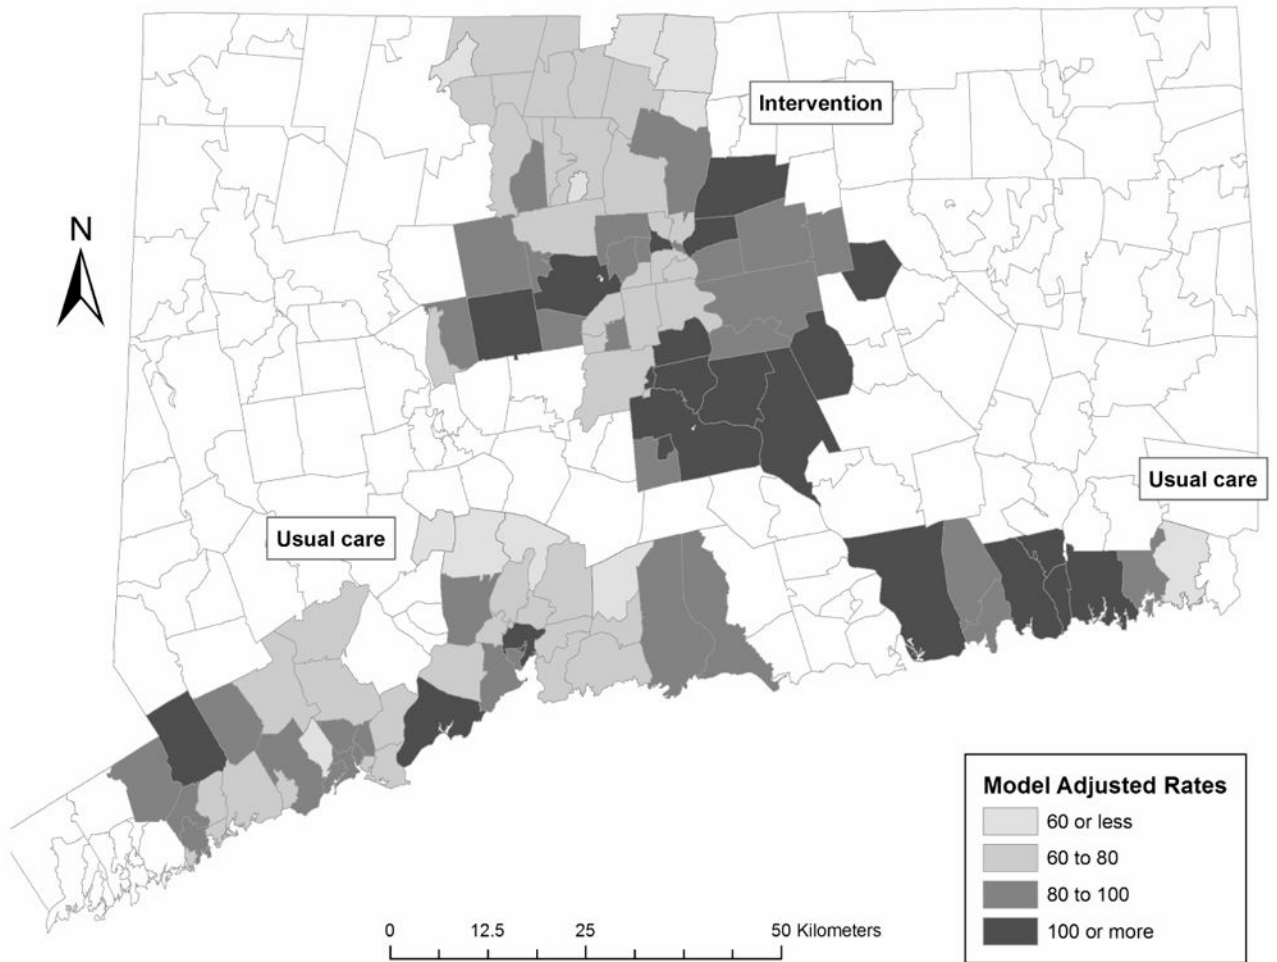 Intervention
N
Usual care
Usual care
Model Adjusted Rates
60 or less
60 to 80
80 to 100
100 or more
0 12.5 25 50 Kilometers